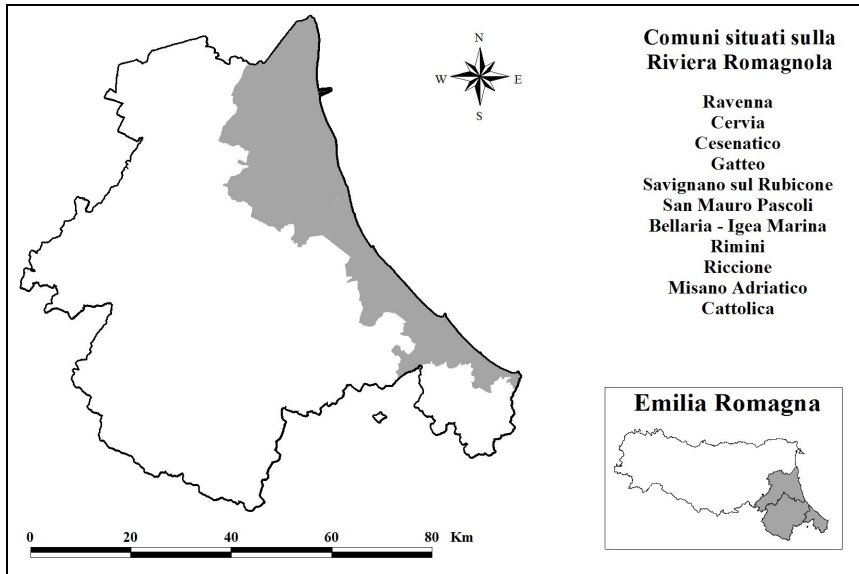 Comuni situati sulla
Riviera Romagnola
Ravenna
Cervia
Cesenatico
Gatteo
Savignano sul Rubicone
San Mauro Pascoli
Bellaria - Igea Marina
Rimini
Riccione
Misano Adriatico
Cattolica
N
W E
S
Emilia Romagna
0 20 40 60 80 Km